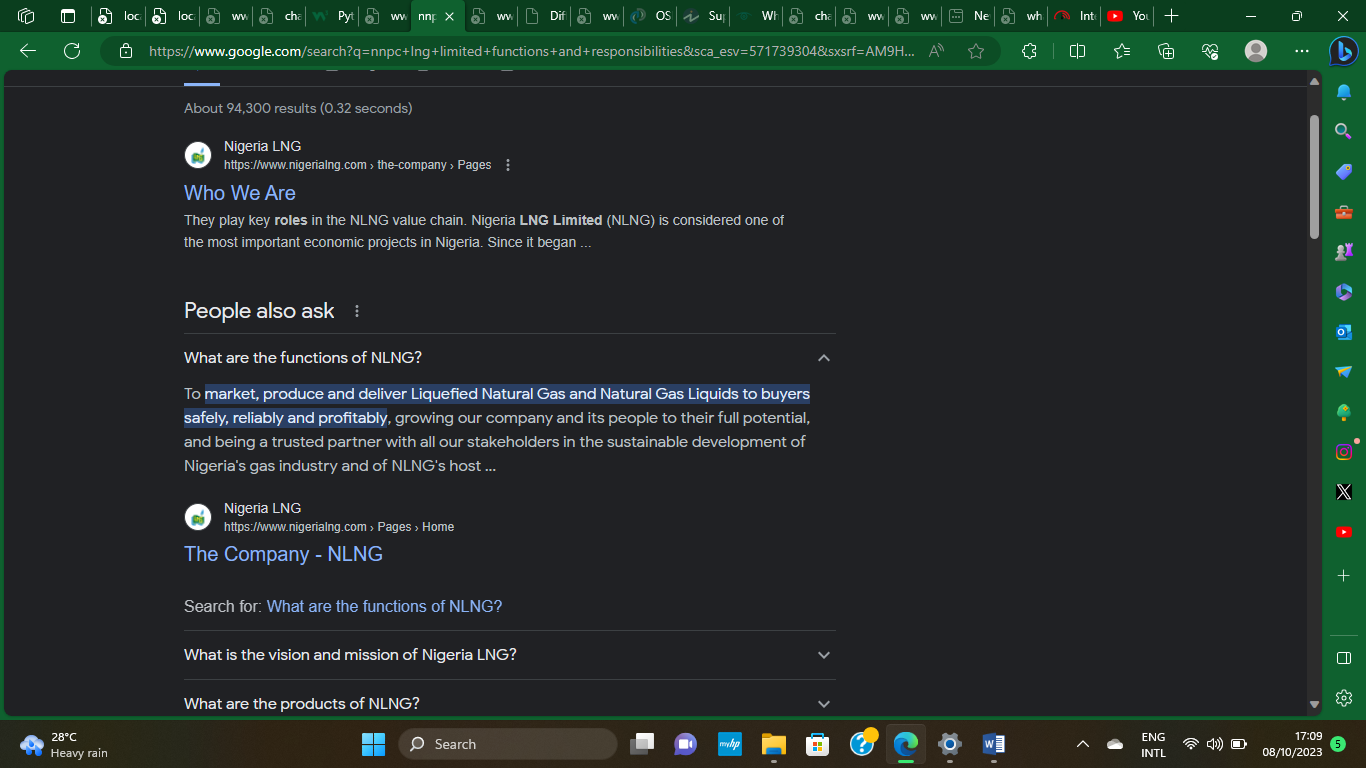 loc
loc
ww
cha
Pyt
ww
nnp
ww
Dif
ww
OS
Su
Wh
cha
ww
ww
Ne
wh
Int
You
https://www.google.com/search?q=nnpc+lng+limited+functions+and+responsibilities&sca_esv=571739304&sxsrf=AM9H...
About 94,300 results (0.32 seconds)
Nigeria LNG
https://www.nigerialng.com › the-company › Pages
Who We Are
They play key roles in the NLNG value chain. Nigeria LNG Limited (NLNG) is considered one of
the most important economic projects in Nigeria. Since it began ...
People also ask
What are the functions of NLNG?
To market, produce and deliver Liquefied Natural Gas and Natural Gas Liquids to buyers
safely, reliably and profitably, growing our company and its people to their full potential,
and being a trusted partner with all our stakeholders in the sustainable development of
Nigeria's gas industry and of NLNG's host ...
Nigeria LNG
https://www.nigerialng.com › Pages › Home
The Company - NLNG
Search for: What are the functions of NLNG?
What is the vision and mission of Nigeria LNG?
What are the products of NLNG?
28°C
Heavy rain
Search
myhp
ENG
INTL
17:09
08/10/2023
5